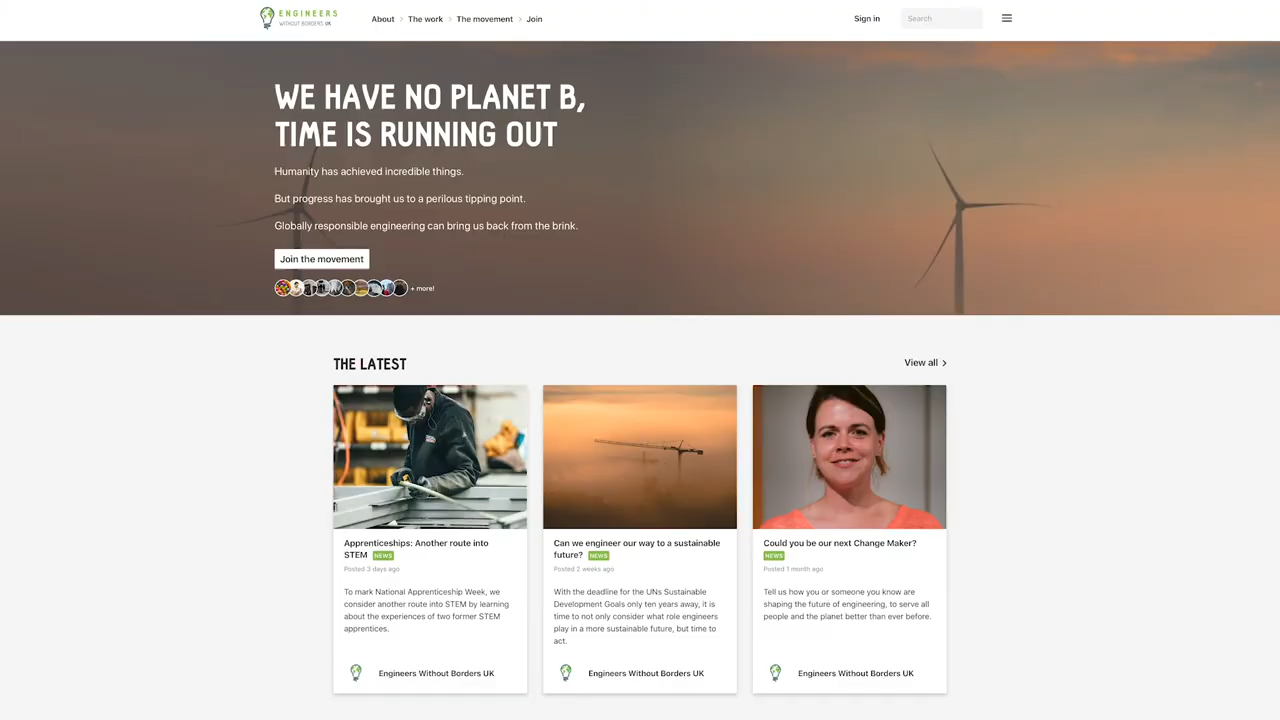 ENGINEERS
WITHOUT BORDERS UK
About > The work > The movement > Join
Sign in
Search
WE HAVE NO PLANET B,
TIME IS RUNNING OUT
Humanity has achieved incredible things.
But progress has brought us to a perilous tipping point.
Globally responsible engineering can bring us back from the brink.
Join the movement
+ more!
THE LATEST
View all >
Apprenticeships: Another route into
STEM NEWS
Posted 3 days ago
To mark National Apprenticeship Week, we
consider another route into STEM by learning
about the experiences of two former STEM
apprentices.
Engineers Without Borders UK
Can we engineer our way to a sustainable
future? NEWS
Posted 2 weeks ago
With the deadline for the UNs Sustainable
Development Goals only ten years away, it is
time to not only consider what role engineers
play in a more sustainable future, but time to
act.
Engineers Without Borders UK
Could you be our next Change Maker?
NEWS
Posted 1 month ago
Tell us how you or someone you know are
shaping the future of engineering, to serve all
people and the planet better than ever before.
Engineers Without Borders UK